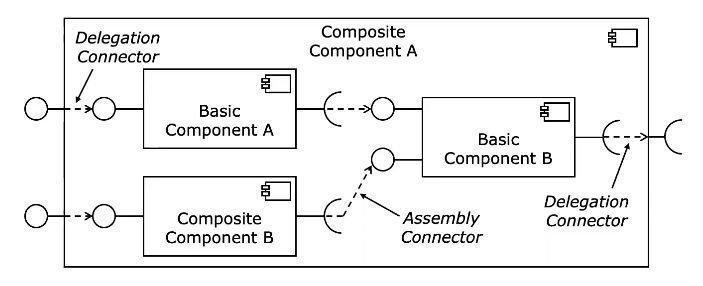 Composite
Component A
Delegation
Connector
Basic
Component A
Basic
Component B
Composite
Component B
Assembly
Connector
Delegation
Connector